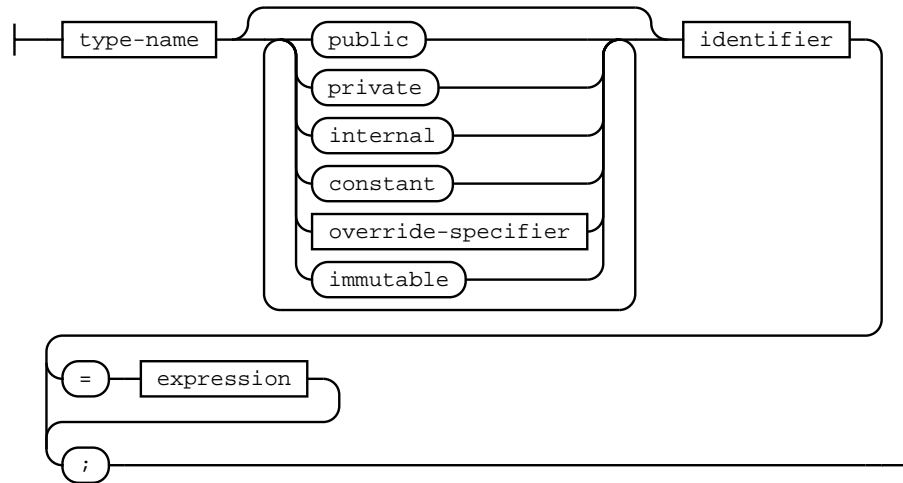 type-name public identifier
private
internal
constant
override-specifier
immutable
= expression
;